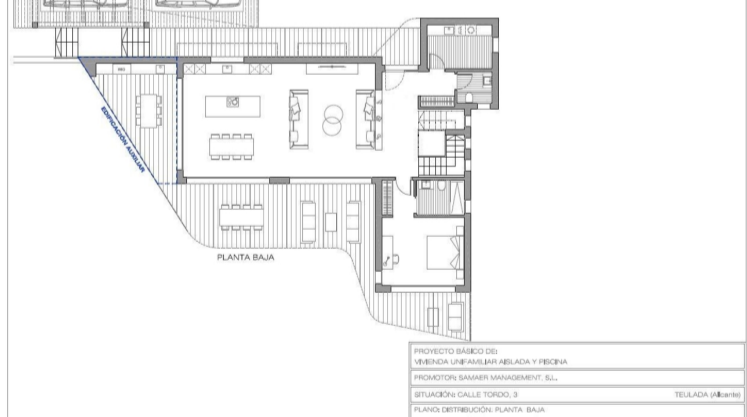 EDIFICACIÓN AUXILIAR
PLANTA BAJA
PROYECTO BÁSICO DE:
VIVIENDA UNIFAMILIAR AISLADA Y PISCINA
PROMOTOR: SAMAER MANAGEMENT, S.L.,
SITUACIÓN: CALLE TORDO, 3 TEULADA (Alicante)
PLANO: DISTRIBUCIÓN. PLANTA BAJA